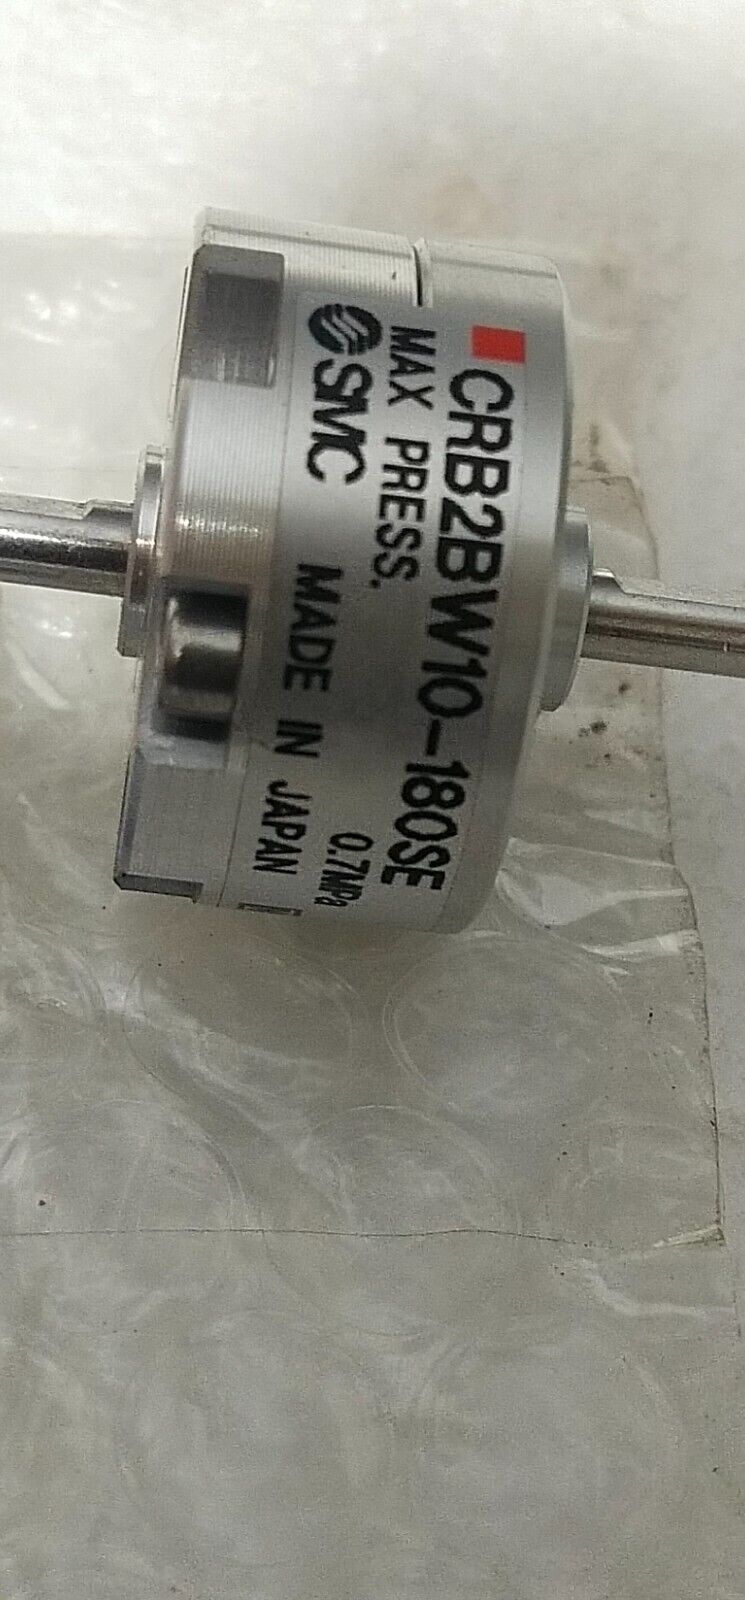 CRB2BW10-180SE
MAX PRESS. 0.7MPa
SMC MADE IN JAPAN